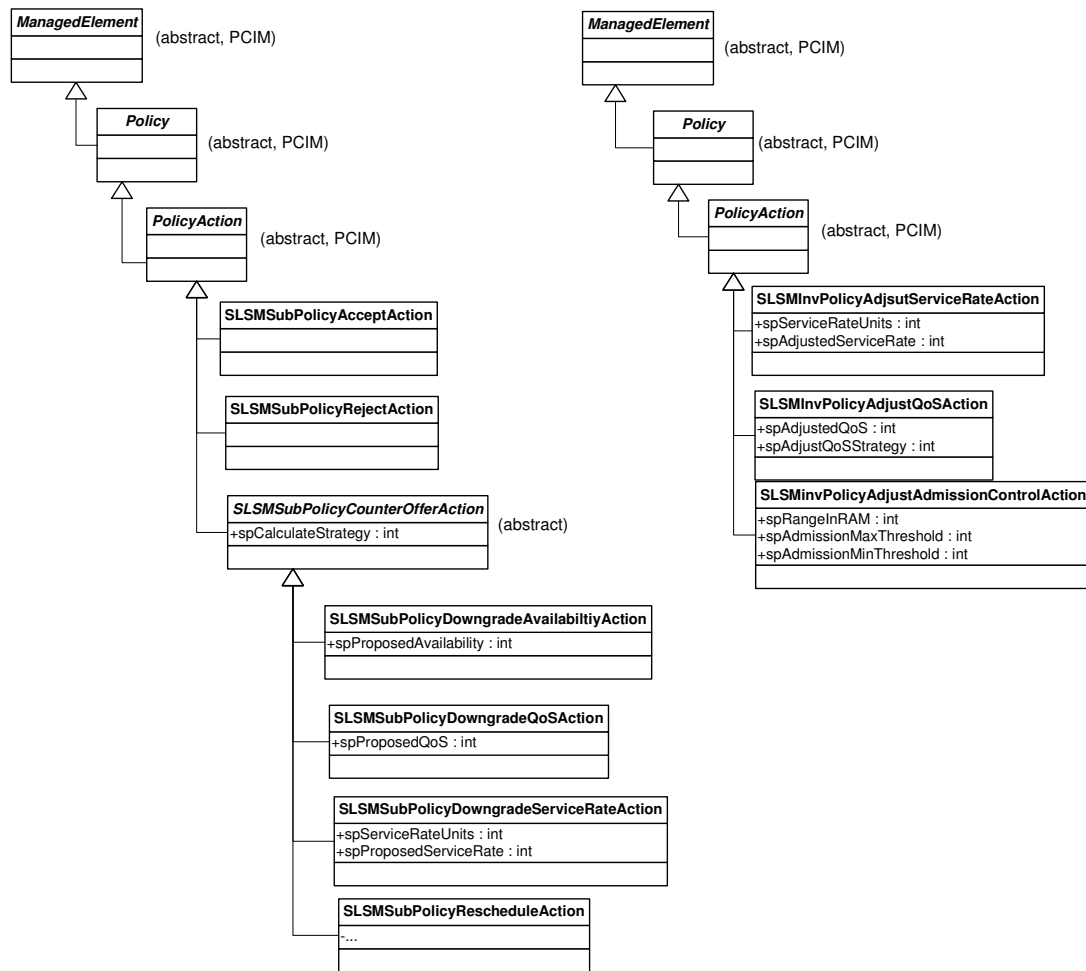 ManagedElement
(abstract, PCIM)
Policy
(abstract, PCIM)
PolicyAction
(abstract, PCIM)
SLSMSubPolicyAcceptAction
SLSMSubPolicyRejectAction
SLSMSubPolicyCounterOfferAction
+spCalculateStrategy : int
(abstract)
SLSMSubPolicyDowngradeAvailabiltiyAction
+spProposedAvailability : int
SLSMSubPolicyDowngradeQoSAction
+spProposedQoS : int
SLSMSubPolicyDowngradeServiceRateAction
+spServiceRateUnits : int
+spProposedServiceRate : int
SLSMSubPolicyRescheduleAction
-...
ManagedElement
(abstract, PCIM)
Policy
(abstract, PCIM)
PolicyAction
(abstract, PCIM)
SLSMInvPolicyAdjsutServiceRateAction
+spServiceRateUnits : int
+spAdjustedServiceRate : int
SLSMInvPolicyAdjustQoSAction
+spAdjustedQoS : int
+spAdjustQoSStrategy : int
SLSMinvPolicyAdjustAdmissionControlAction
+spRangeInRAM : int
+spAdmissionMaxThreshold : int
+spAdmissionMinThreshold : int